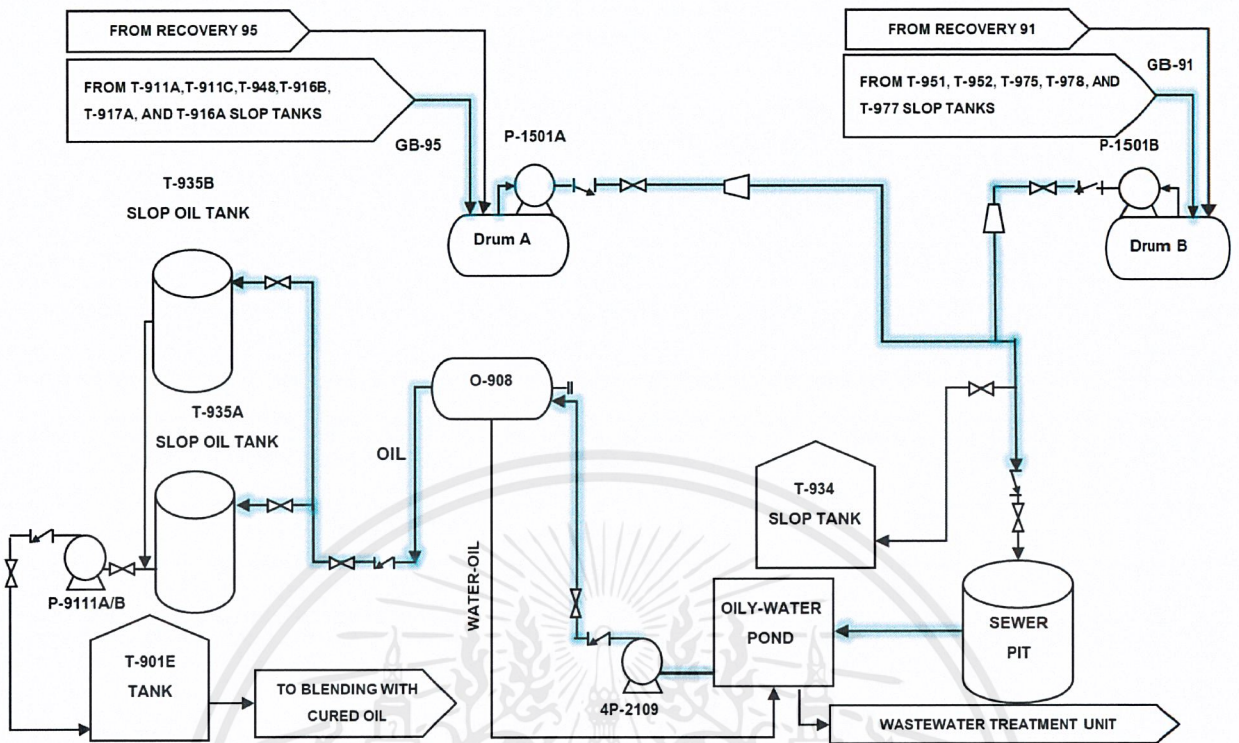 FROM RECOVERY 95
FROM RECOVERY 91
FROM T-911A,T-911C,T-948,T-916B,
T-917A, AND T-916A SLOP TANKS
GB-95
P-1501A
FROM T-951, T-952, T-975, T-978, AND
T-977 SLOP TANKS
GB-91
P-1501B
T-935B
SLOP OIL TANK
Drum A
Drum B
O-908
T-935A
SLOP OIL TANK
OIL
WATER-OIL
T-934
SLOP TANK
P-9111A/B
OILY-WATER
POND
SEWER
PIT
T-901E
TANK
TO BLENDING WITH
CURED OIL
4P-2109
WASTEWATER TREATMENT UNIT